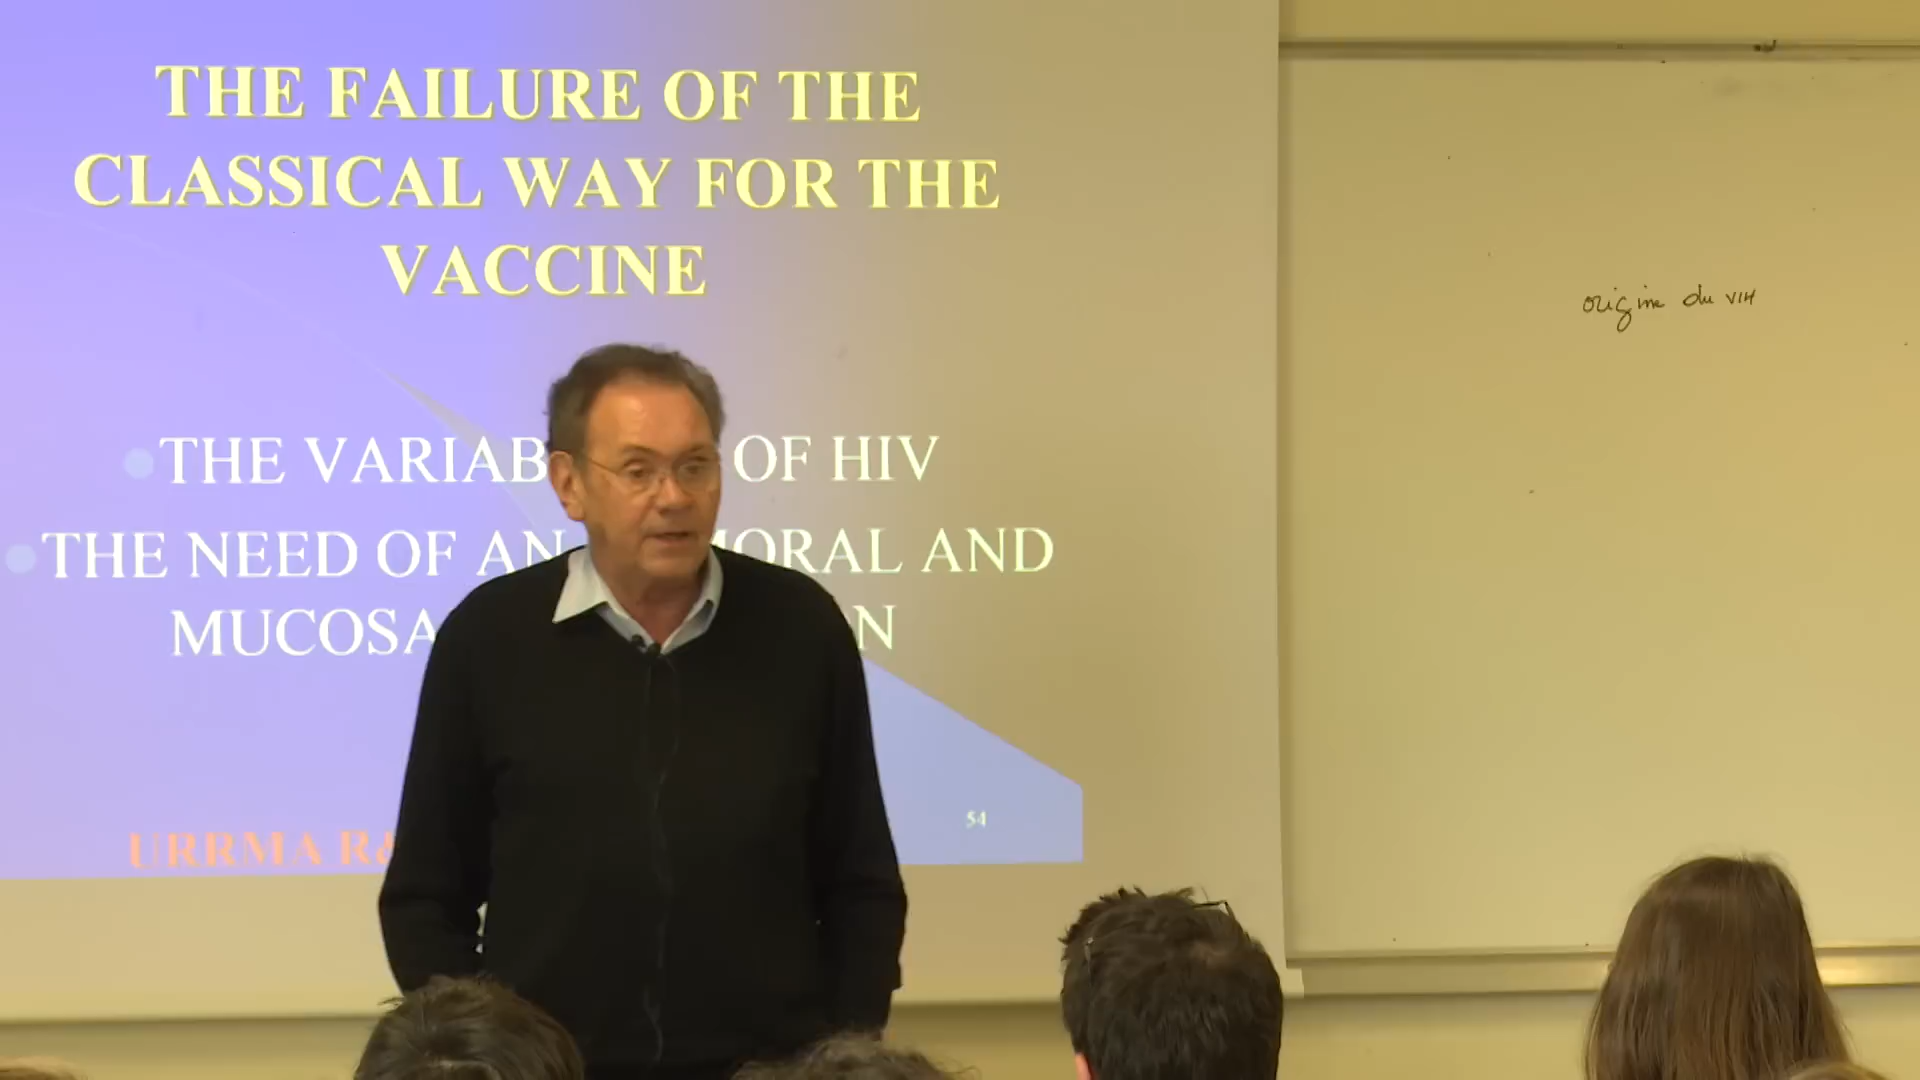 THE FAILURE OF THE
CLASSICAL WAY FOR THE
VACCINE
THE VARIAB OF HIV
THE NEED OF AN MORAL AND
MUCOSA N
URRMA R&
54
origine du VIH